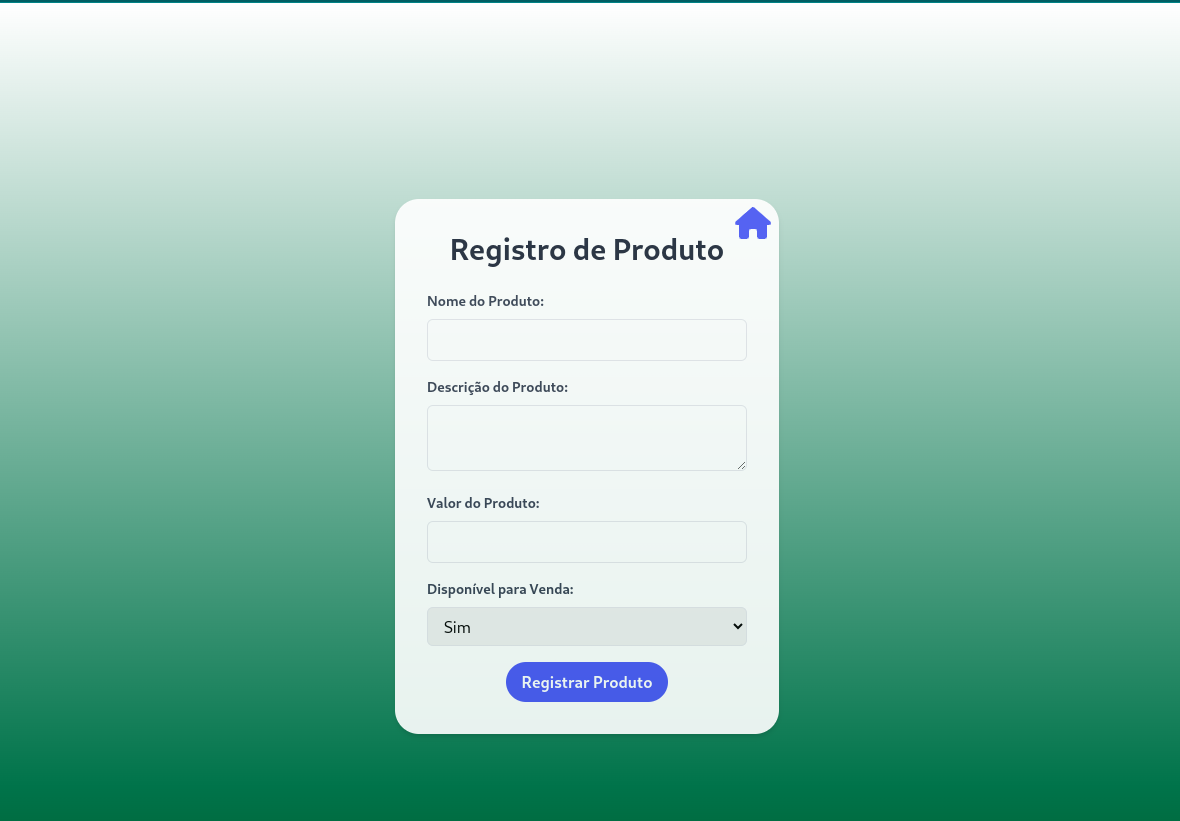 Registro de Produto
Nome do Produto:
Descrição do Produto:
Valor do Produto:
Disponível para Venda:
Sim
Registrar Produto